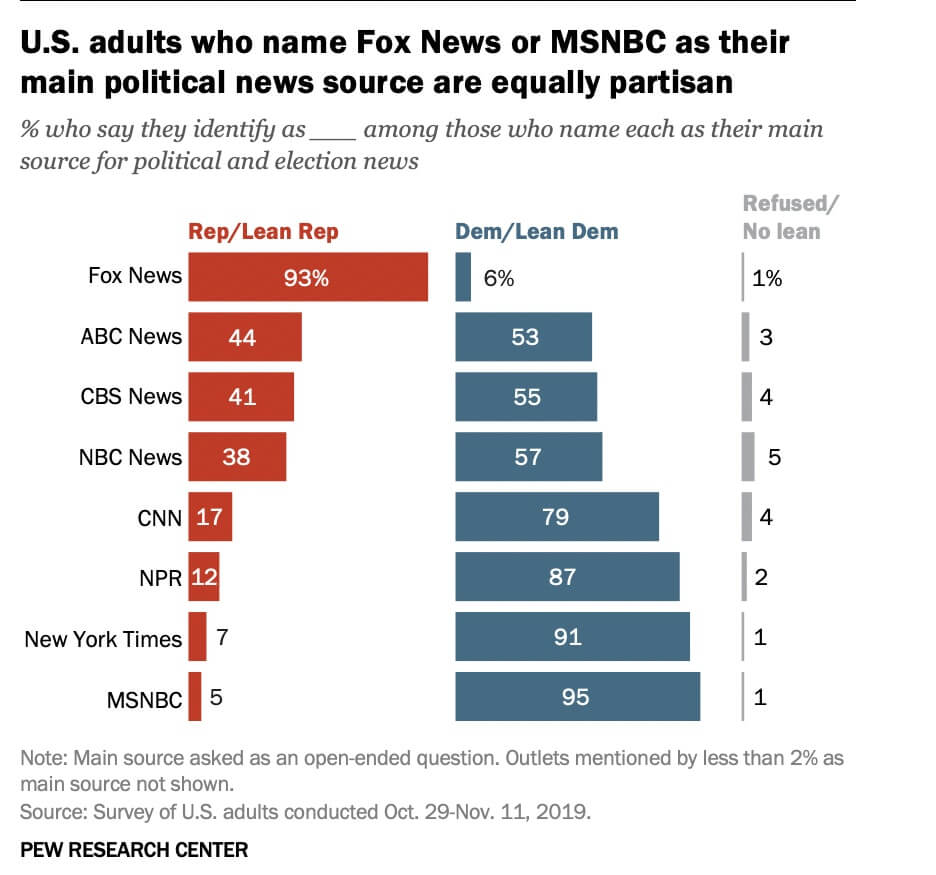 U.S. adults who name Fox News or MSNBC as their
main political news source are equally partisan
% who say they identify as ___ among those who name each as their main
source for political and election news
Rep/Lean Rep Dem/Lean Dem Refused/
No lean
Fox News 93% 6% 1%
ABC News 44 53 3
CBS News 41 55 4
NBC News 38 57 5
CNN 17 79 4
NPR 12 87 2
New York Times 7 91 1
MSNBC 5 95 1
Note: Main source asked as an open-ended question. Outlets mentioned by less than 2% as
main source not shown.
Source: Survey of U.S. adults conducted Oct. 29-Nov. 11, 2019.
PEW RESEARCH CENTER